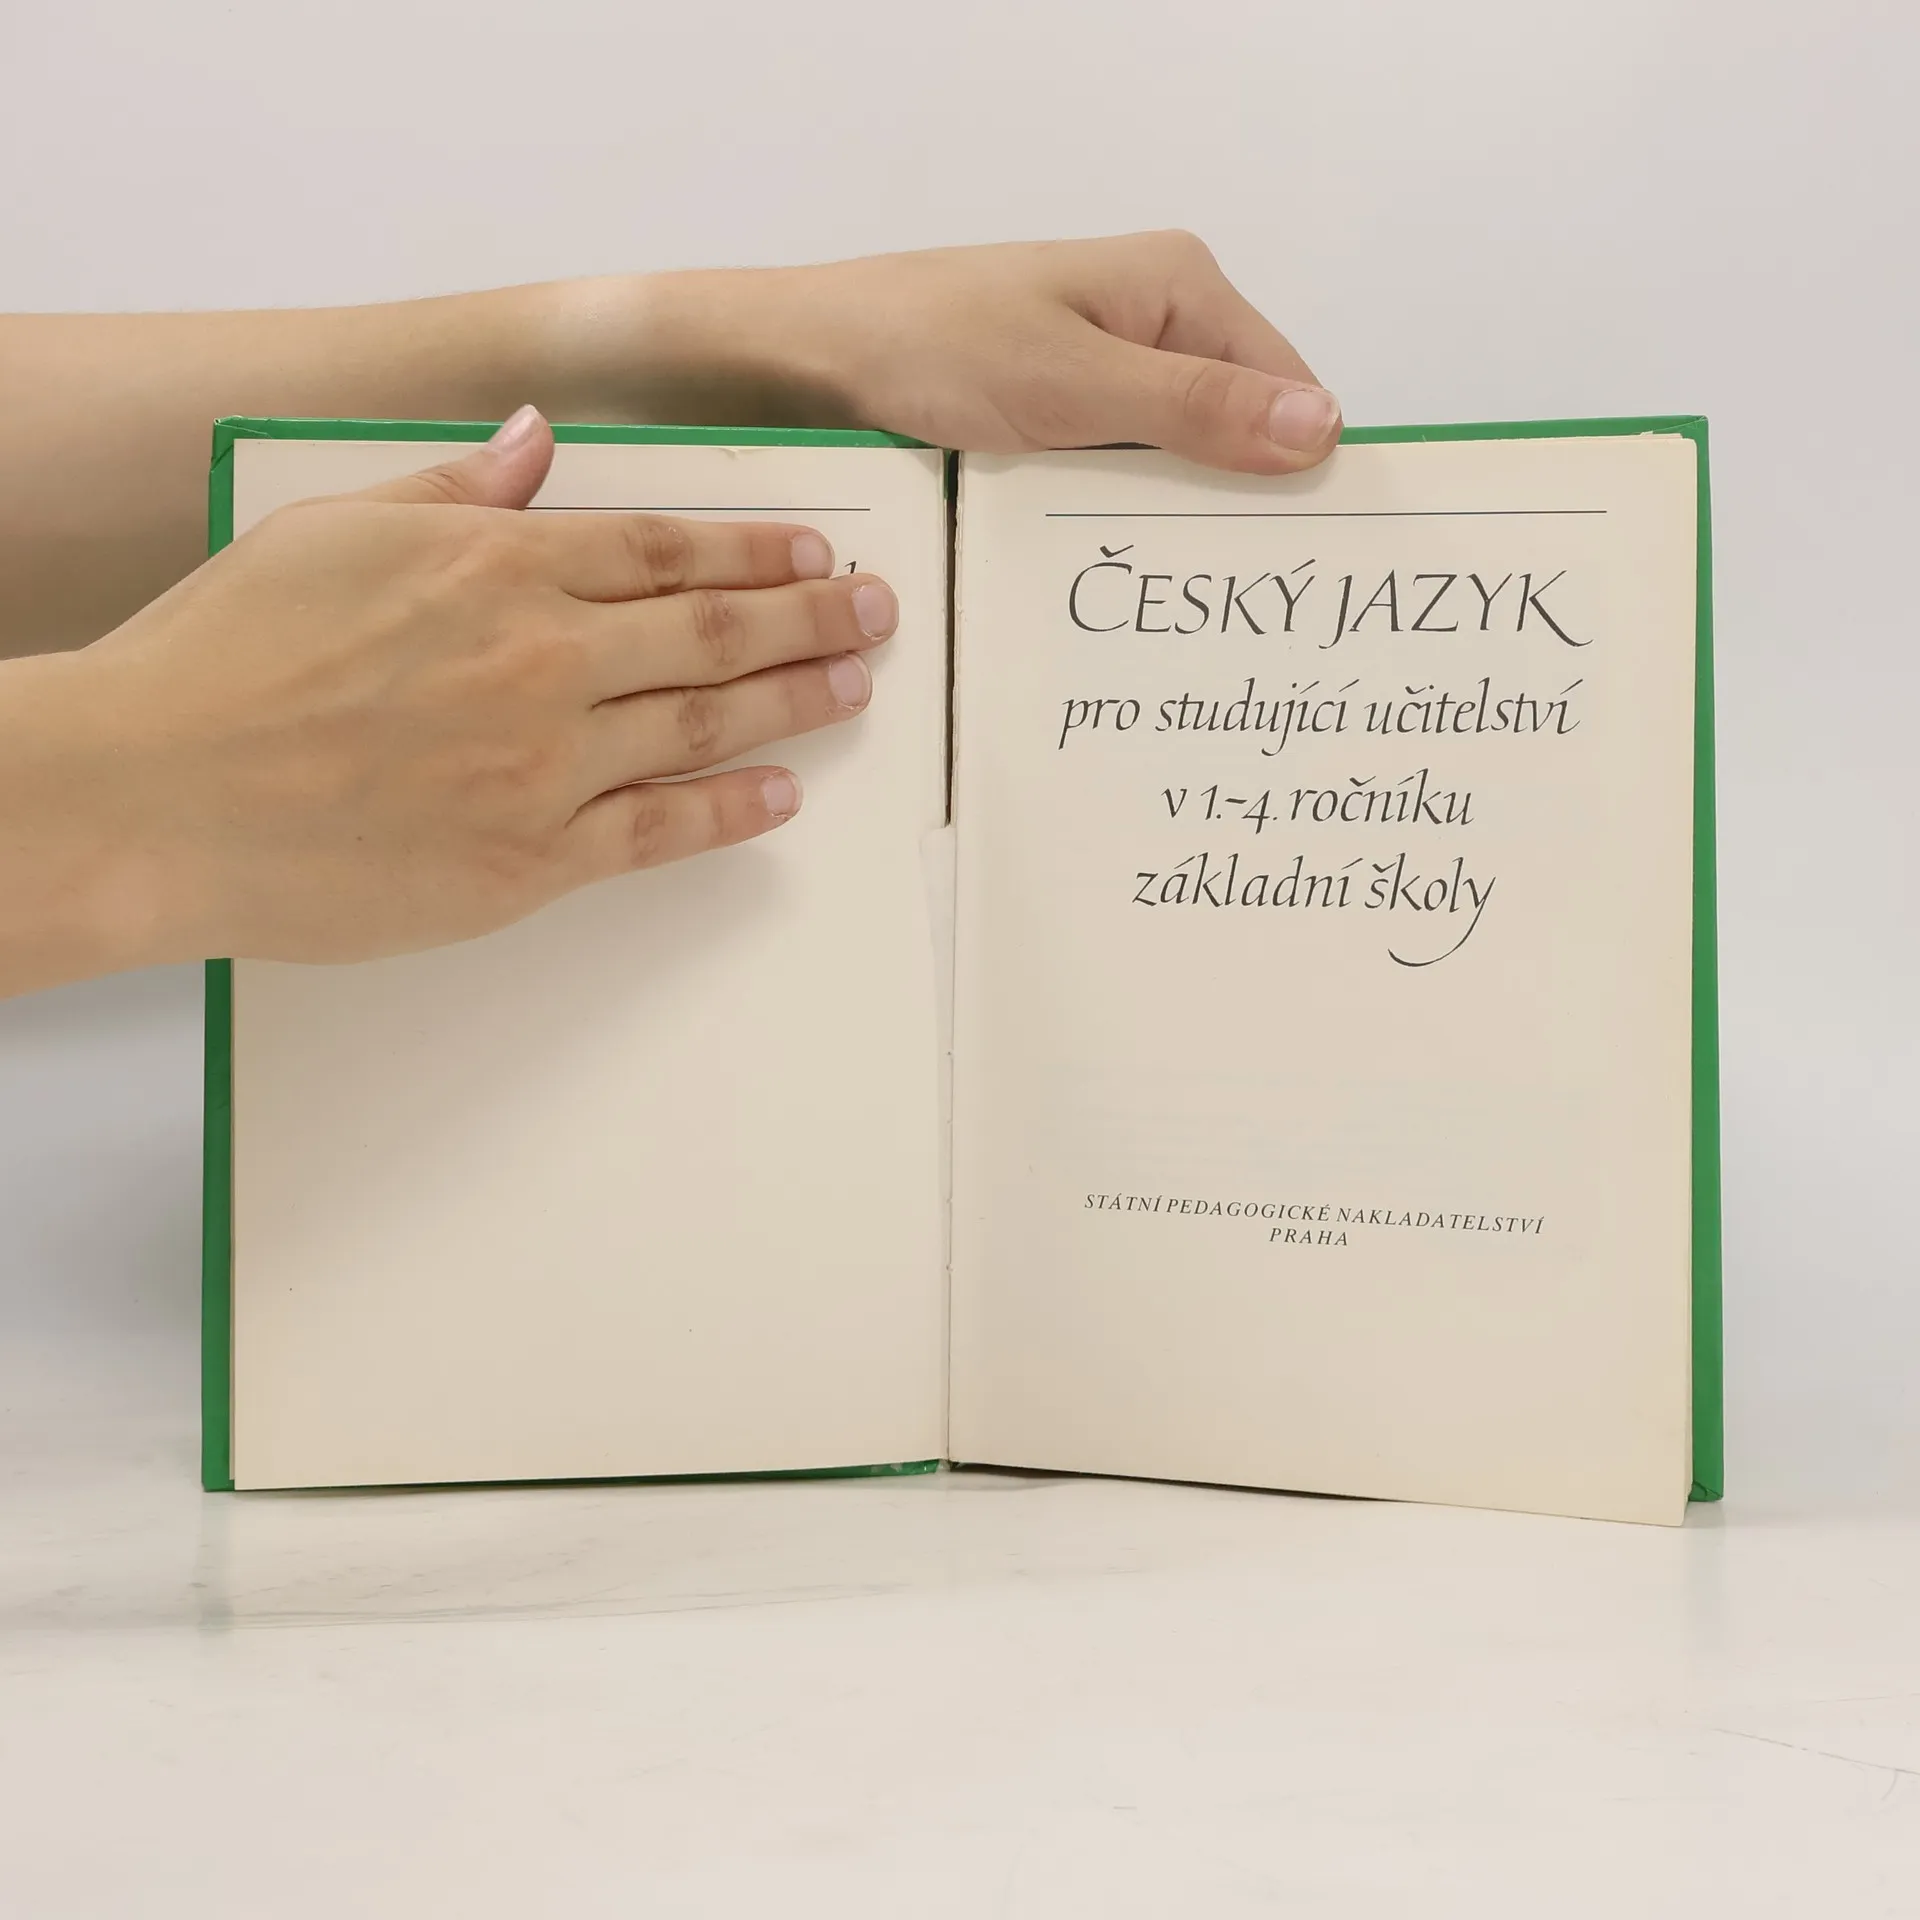 ČESKÝ JAZYK
pro studující učitelství
v 1.-4. ročníku
základní školy
STÁTNÍ PEDAGOGICKÉ NAKLADATELSTVÍ
PRAHA